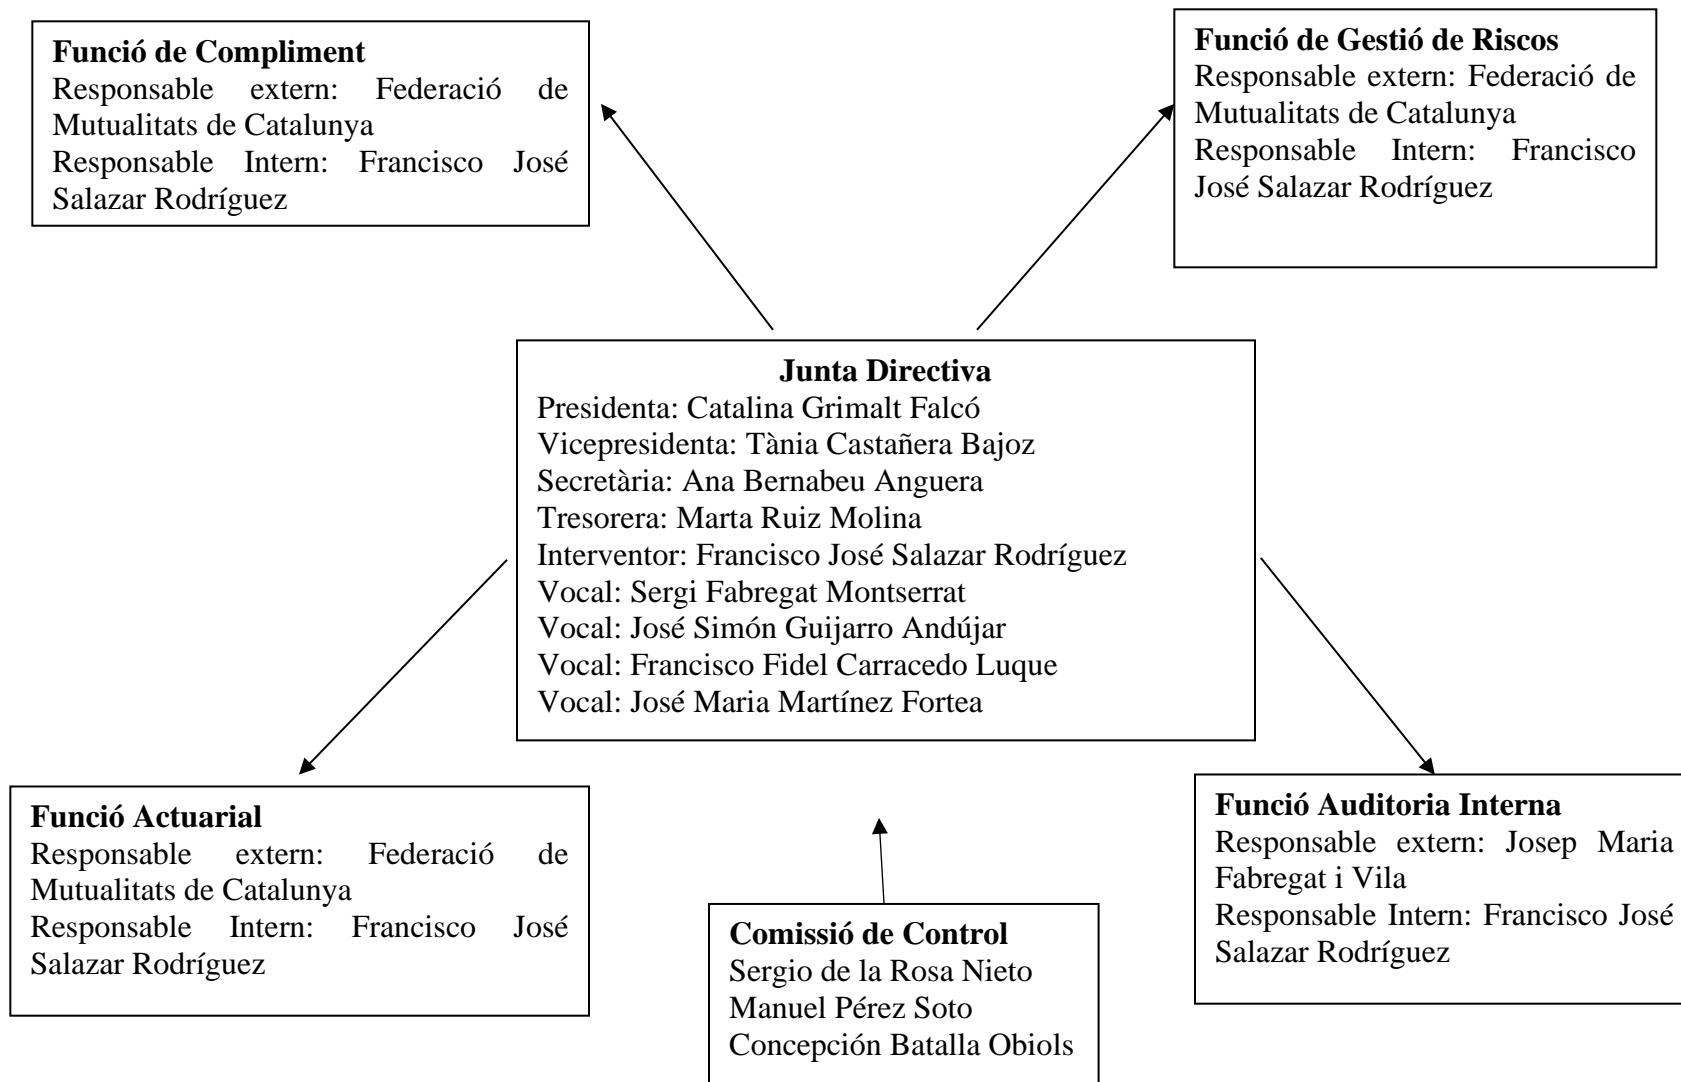 Funció de Compliment
Responsable extern: Federació de
Mutualitats de Catalunya
Responsable Intern: Francisco José
Salazar Rodríguez
Funció de Gestió de Riscos
Responsable extern: Federació de
Mutualitats de Catalunya
Responsable Intern: Francisco
José Salazar Rodríguez
Junta Directiva
Presidenta: Catalina Grimalt Falcó
Vicepresidenta: Tània Castañera Bajoz
Secretària: Ana Bernabeu Anguera
Tresorera: Marta Ruiz Molina
Interventor: Francisco José Salazar Rodríguez
Vocal: Sergi Fabregat Montserrat
Vocal: José Simón Guijarro Andújar
Vocal: Francisco Fidel Carracedo Luque
Vocal: José Maria Martínez Fortea
Funció Actuarial
Responsable extern: Federació de
Mutualitats de Catalunya
Responsable Intern: Francisco José
Salazar Rodríguez
Comissió de Control
Sergio de la Rosa Nieto
Manuel Pérez Soto
Concepción Batalla Obiols
Funció Auditoria Interna
Responsable extern: Josep Maria
Fabregat i Vila
Responsable Intern: Francisco José
Salazar Rodríguez